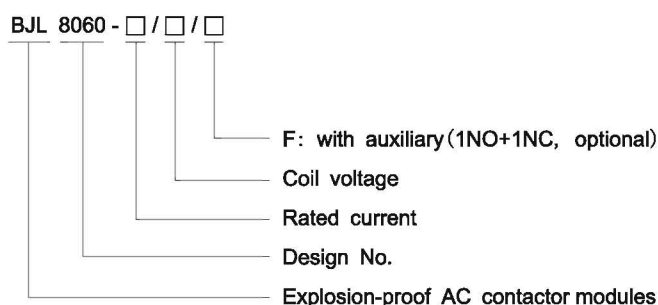 BJL 8060 - □ / □ / □
F: with auxiliary(1NO+1NC, optional)
Coil voltage
Rated current
Design No.
Explosion-proof AC contactor modules